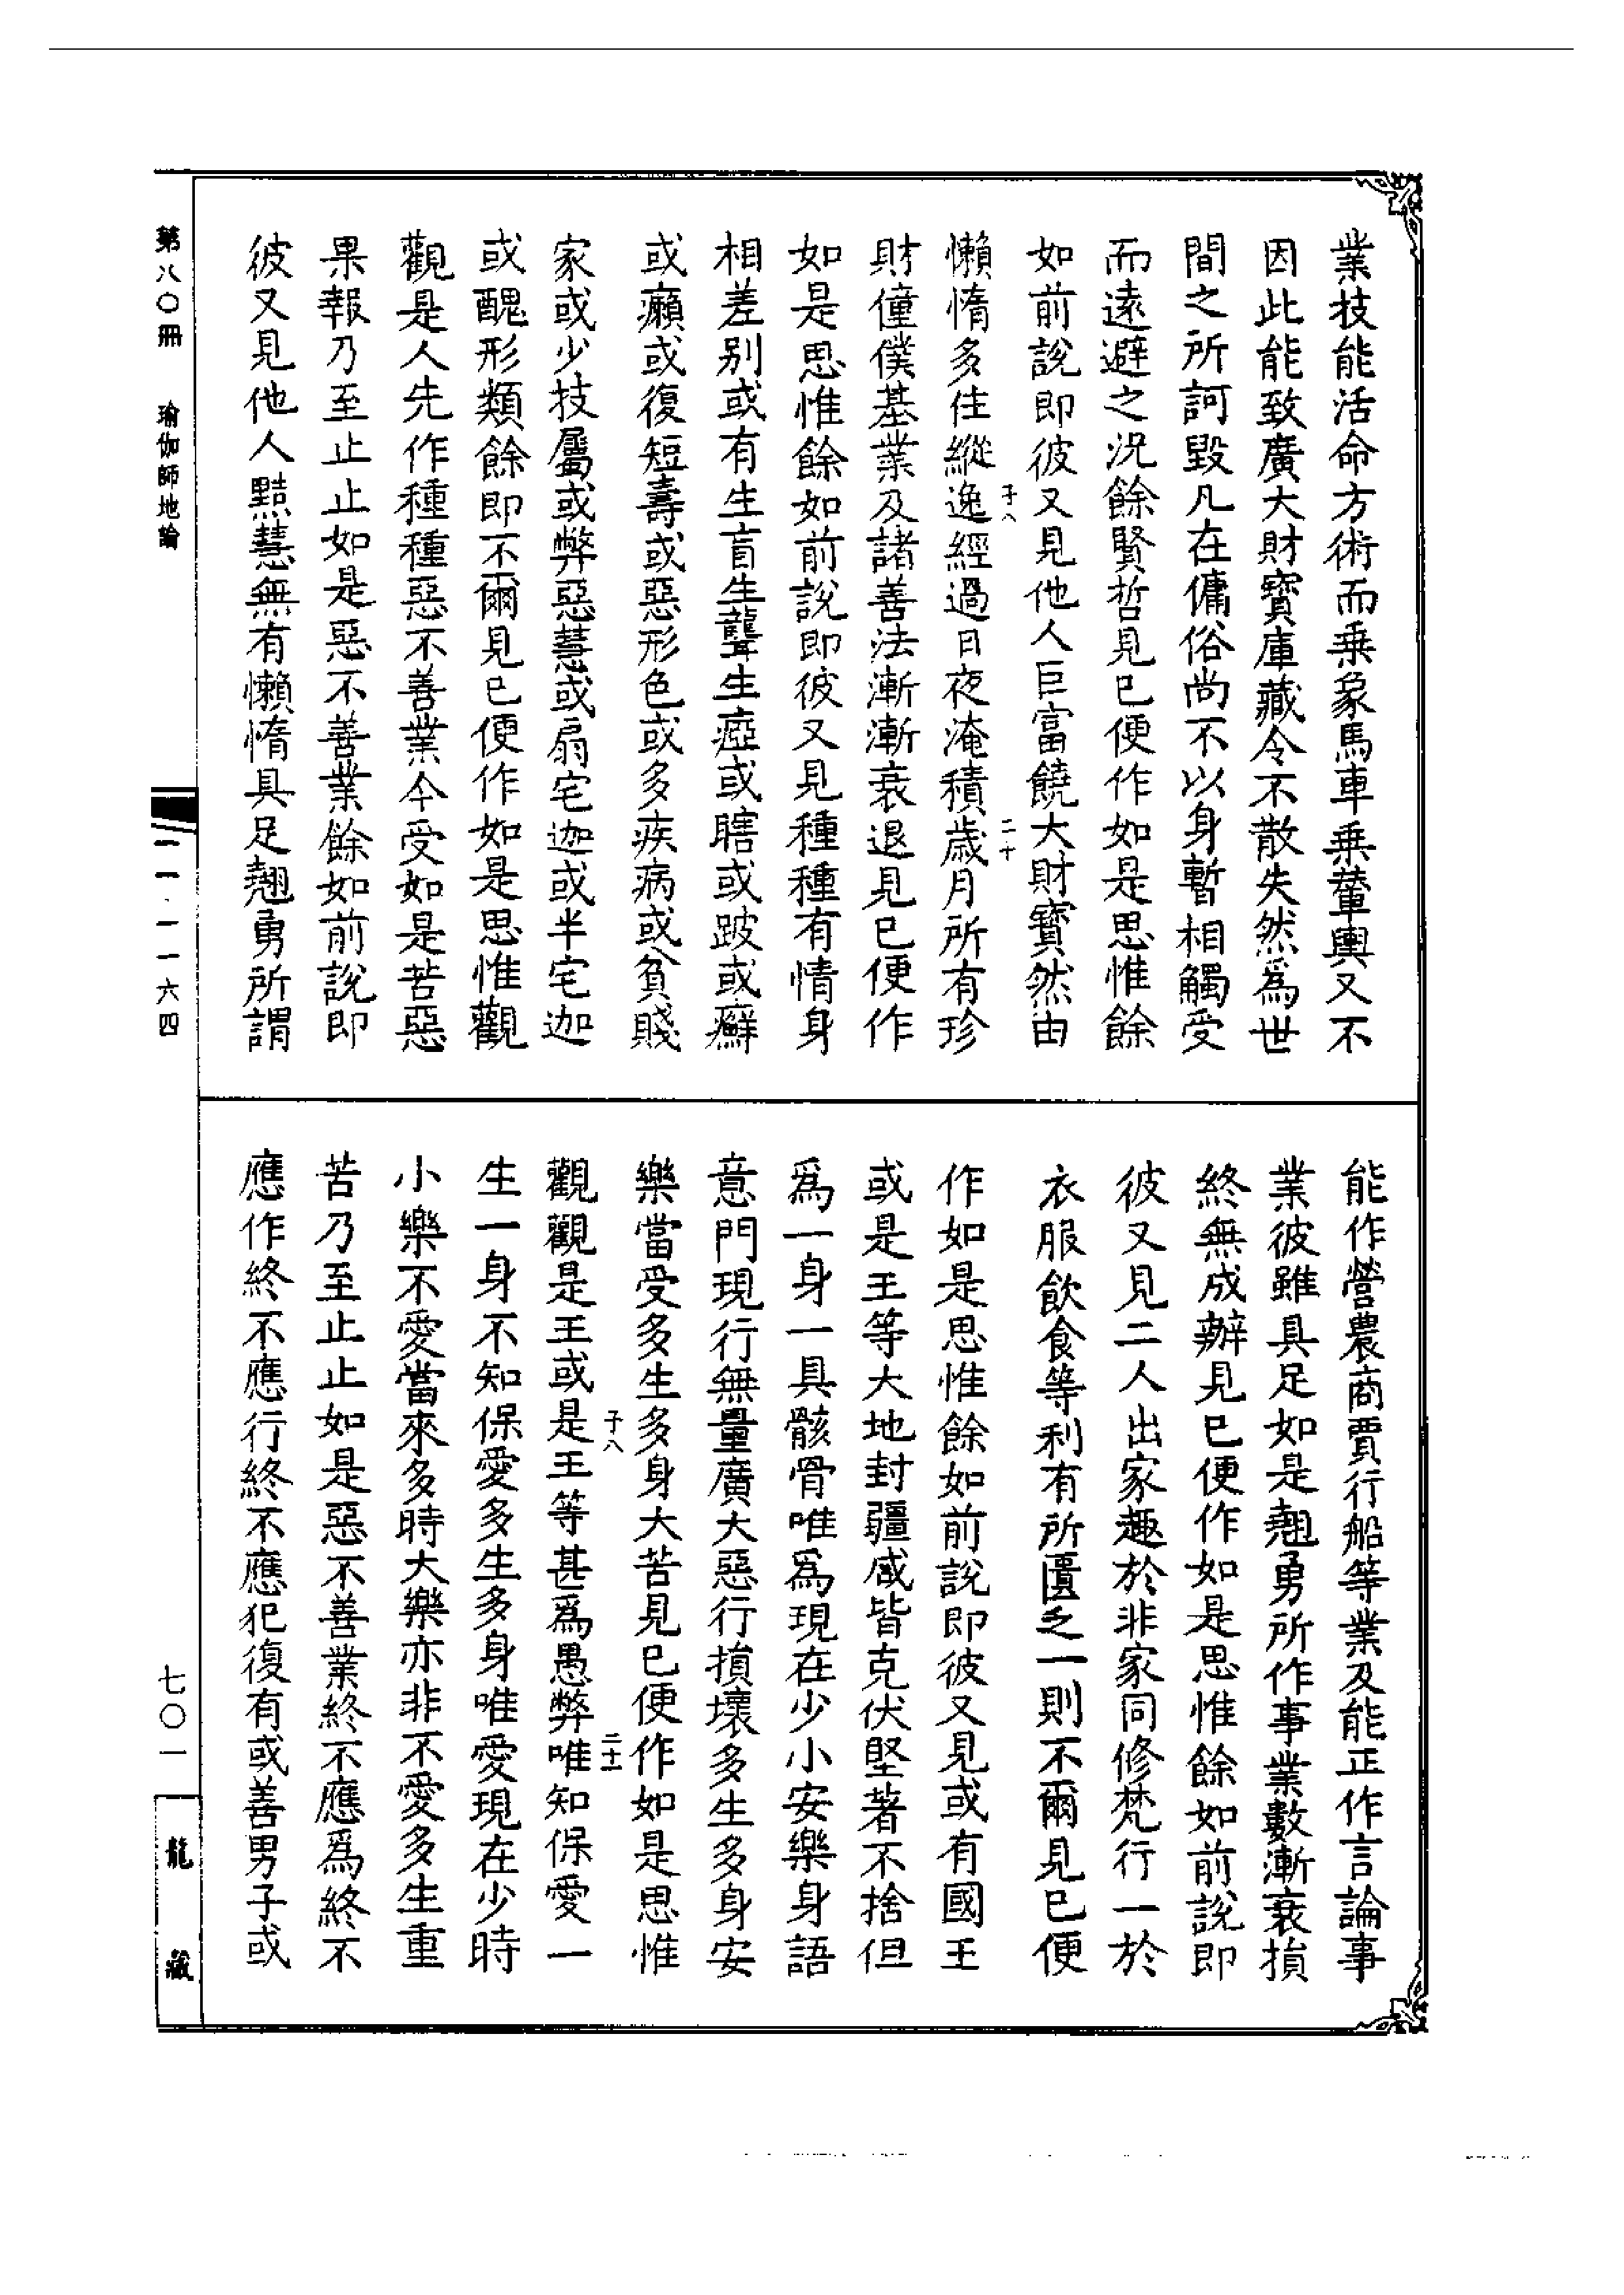 業技能活命方術而乗象馬車乗輦輿又不
因此能致廣大財寳庫藏令不散失然為世
間之所訶毀凡在傭俗尚不以身暫相觸受
而遠避之況餘賢哲見已便作如是思惟餘
如前說即彼又見他人巨富饒大財寳然由
子八
二十
懶惰多住縱逸經過日夜淹積歲月所有珍
財僮僕基業及諸善法漸漸衰退見已便作
如是思惟餘如前說即彼又見種種有情身
相差别或有生盲生聾生瘂或瞎或跛或癬
或癩或復短壽或惡形色或多疾病或貧賤
家或少技屬或弊惡慧或扇宅迦或半宅迦
或醜形類餘即不爾見已便作如是思惟觀
觀是人先作種種惡不善業今受如是苦惡
果報乃至止止如是惡不善業餘如前說即
彼又見他人黠慧無有懶惰具足翹勇所謂
能作營農商賈行船等業及能正作言論事
業彼雖具足如是翹勇所作事業數漸衰損
終無成辦見已便作如是思惟餘如前說即
彼又見二人出家趣於非家同修梵行一於
衣服飲食等利有所匱乏一則不爾見已便
作如是思惟餘如前說即彼又見或有國王
或是王等大地封疆咸皆克伏堅著不捨但
爲一身一具骸骨唯爲現在少小安樂身語
意門現行無量廣大惡行損壞多生多身安
樂當受多生多身大苦見已便作如是思惟
子八
二十一
觀觀是王或是王等甚爲愚弊唯知保愛一
生一身不知保愛多生多身唯愛現在少時
小樂不愛當來多時大樂亦非不愛多生重
苦乃至止止如是惡不善業終不應爲終不
應作終不應行終不應犯復有或善男子或
第八〇冊　瑜伽師地論
一一一一六四
七〇一
龍藏